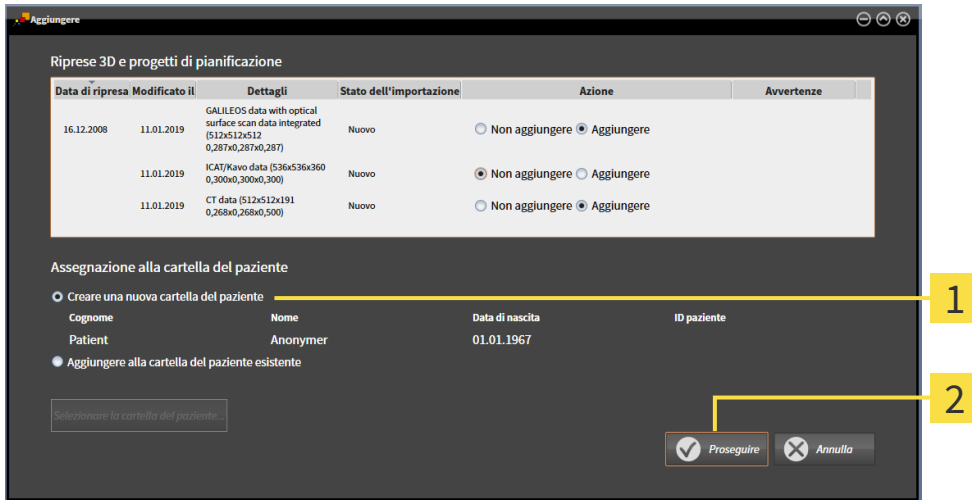 Aggiungere
Riprese 3D e progetti di pianificazione
Data di ripresa Modificato il Dettagli Stato dell'importazione Azione Avvertenze
GALILEOS data with optical
surface scan data integrated
(512x512x512
0,287x0,287x0,287)
16.12.2008 11.01.2019 Nuovo Non aggiungere Aggiungere
ICAT/Kavo data (536x536x360
0,300x0,300x0,300)
11.01.2019 Nuovo Non aggiungere Aggiungere
CT data (512x512x191
0,268x0,268x0,500)
11.01.2019 Nuovo Non aggiungere Aggiungere
Assegnazione alla cartella del paziente
Creare una nuova cartella del paziente
1
Cognome Nome Data di nascita ID paziente
Patient Anonymer 01.01.1967
Aggiungere alla cartella del paziente esistente
2
Selezionare la cartella del paziente...
Proseguire Annulla